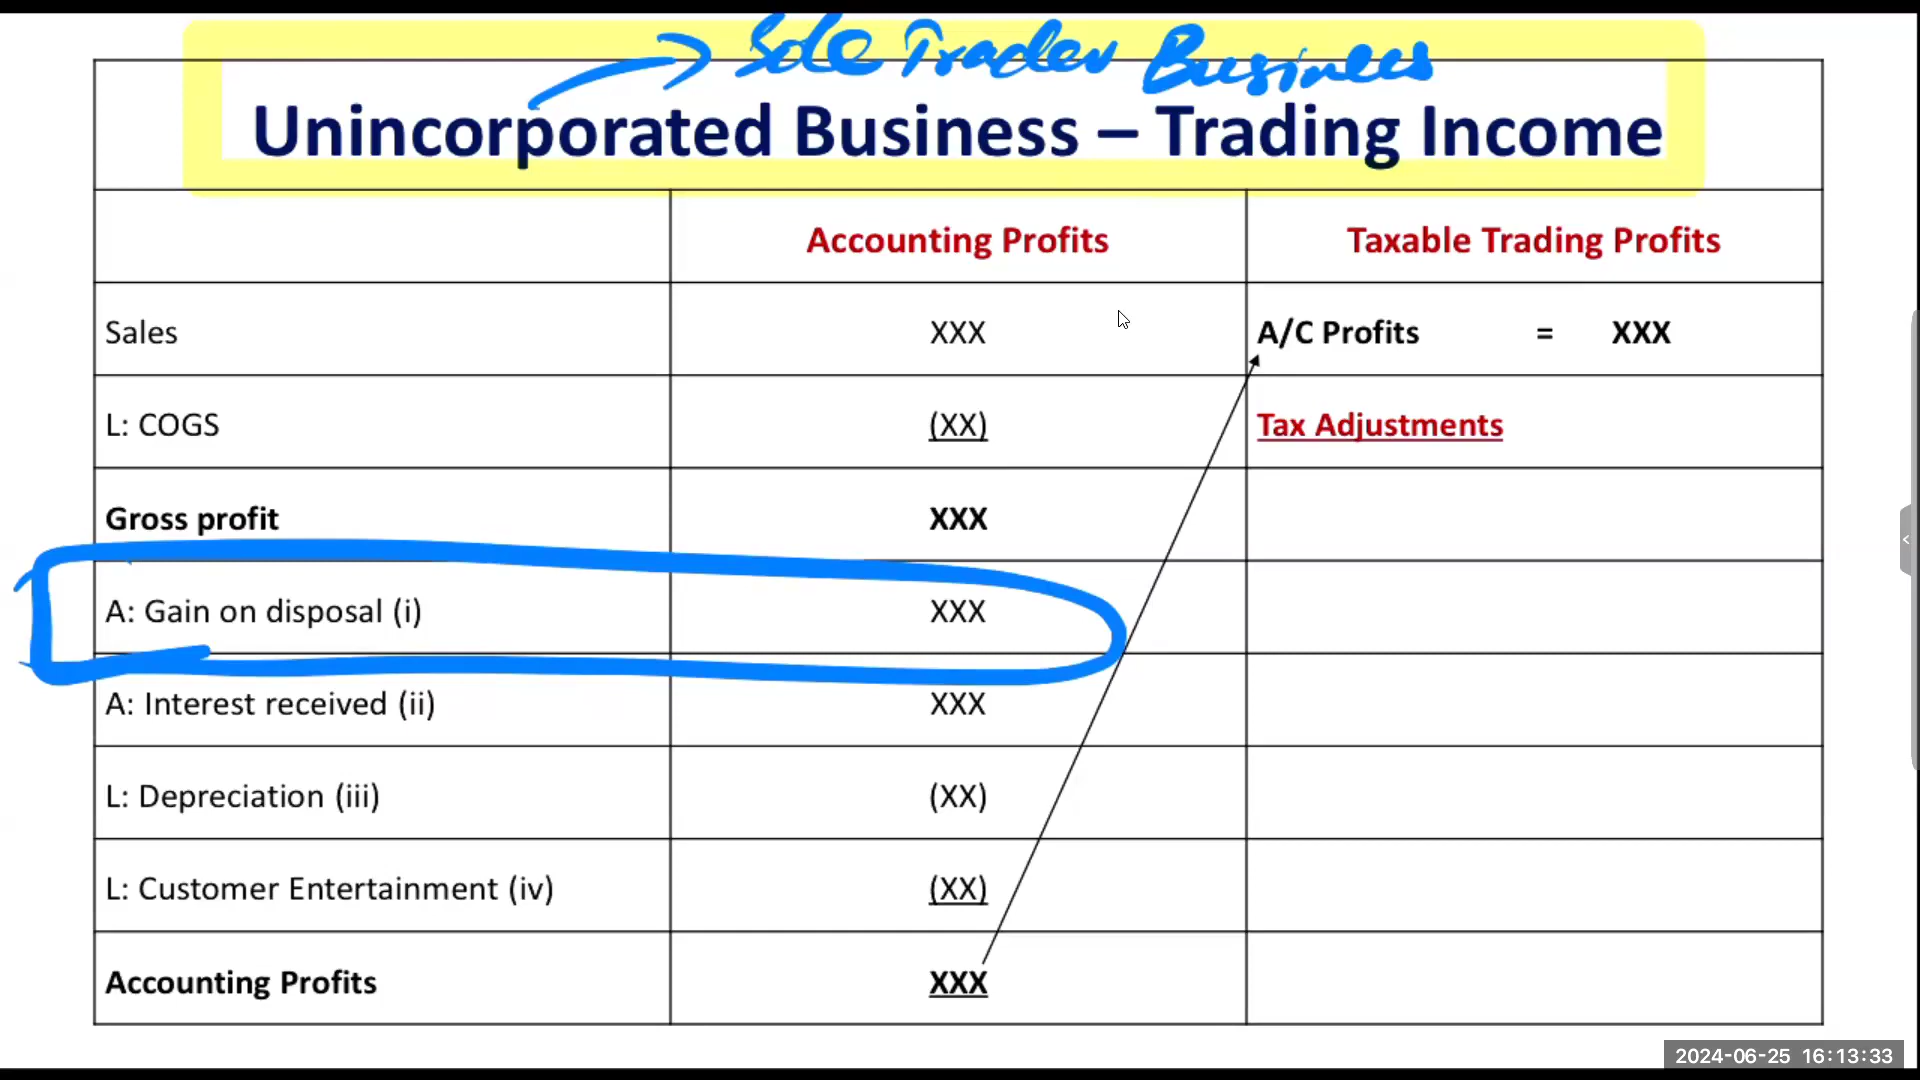 Sole Trader Business
Unincorporated Business – Trading Income
Accounting Profits Taxable Trading Profits
Sales XXX A/C Profits = XXX
L: COGS (XX) Tax Adjustments
Gross profit XXX
A: Gain on disposal (i) XXX
A: Interest received (ii) XXX
L: Depreciation (iii) (XX)
L: Customer Entertainment (iv) (XX)
Accounting Profits XXX
2024-06-25 16:13:33